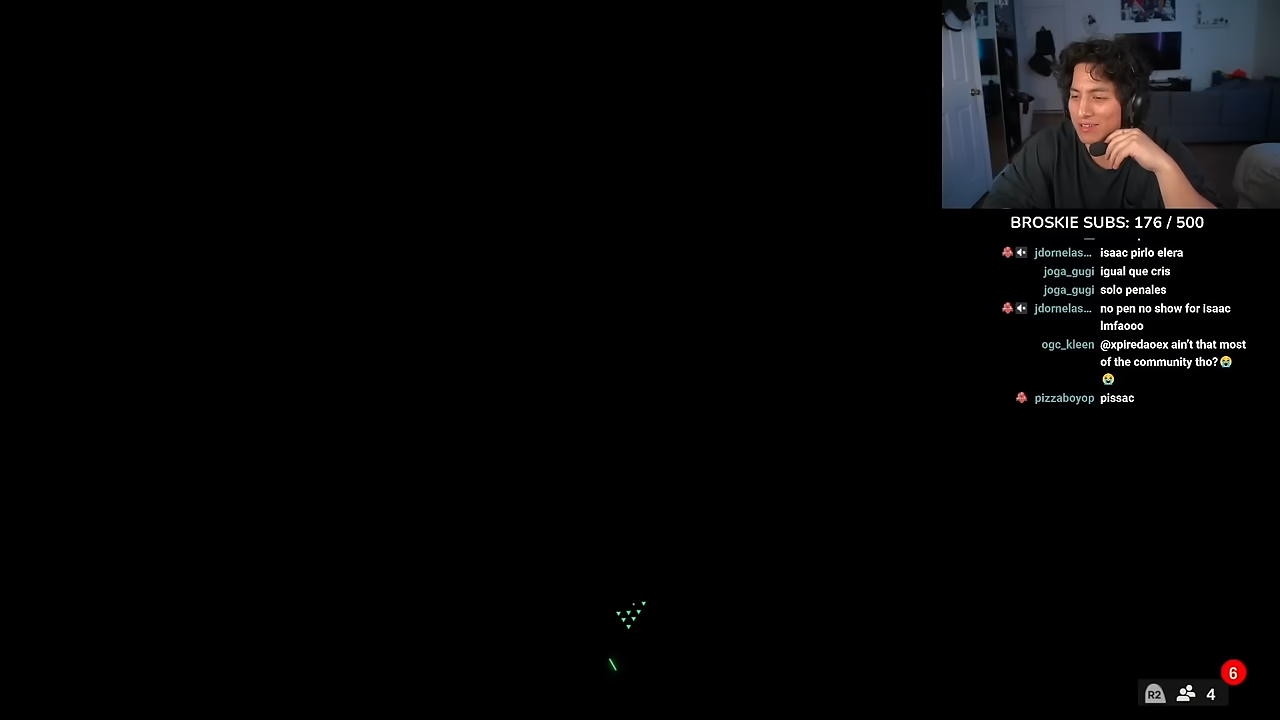 BROSKIE SUBS: 176 / 500
jdornelas... isaac pirlo elera
joga_gugi igual que cris
joga_gugi solo penales
jdornelas... no pen no show for Isaac
lmfaooo
ogc_kleen @xpiredaoex ain't that most
of the community tho?😭
😭
pizzaboyop pissac
6
R2 4